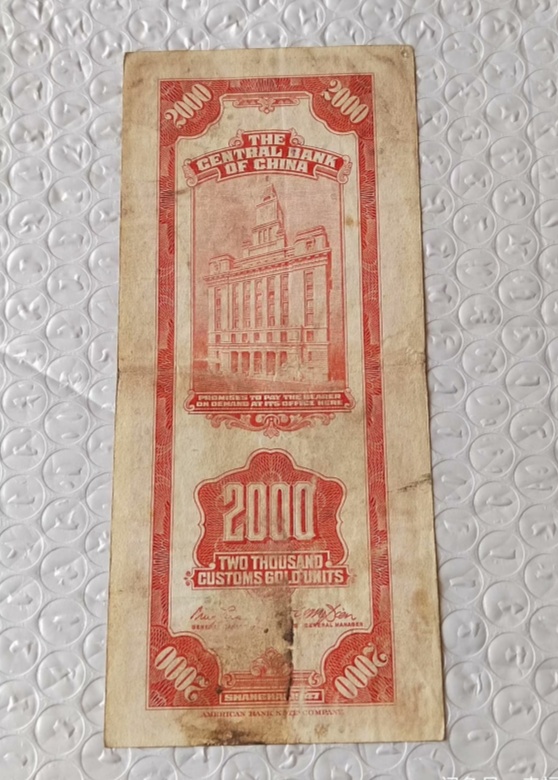 2000 2000
THE
CENTRAL BANK
OF CHINA
PROMISES TO PAY THE BEARER
ON DEMAND AT ITS OFFICE HERE
2000
TWO THOUSAND
CUSTOMS GOLD UNITS
GENERAL MANAGER
2000 2000
SHANGHAI
AMERICAN BANK NOTE COMPANY